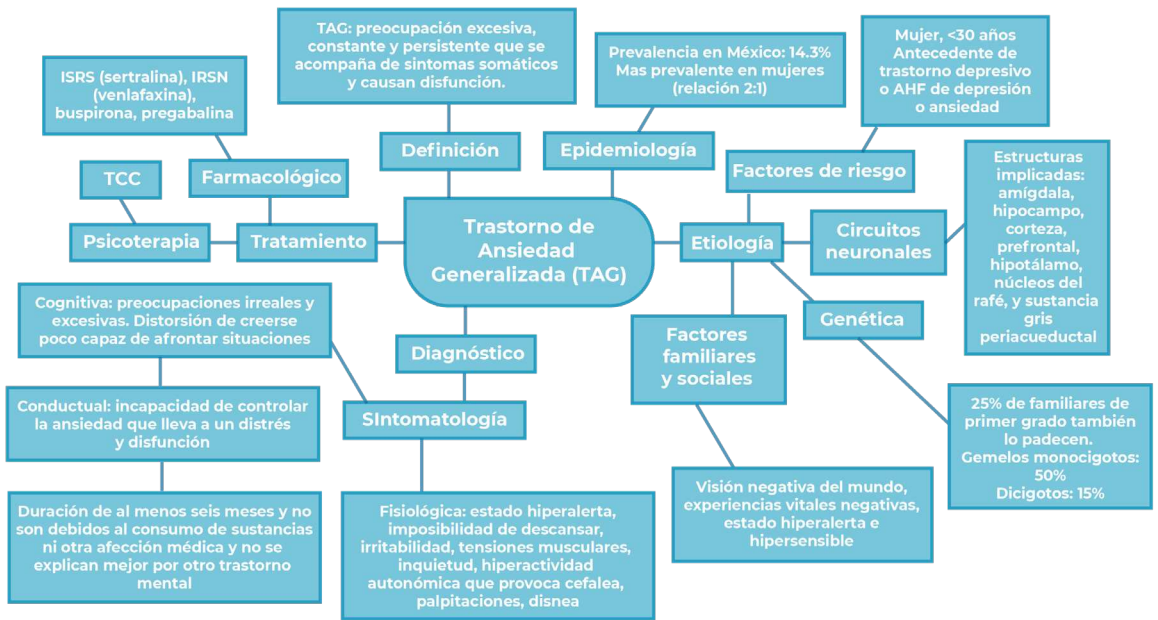 TAG: preocupación excesiva,
constante y persistente que se
acompaña de sintomas somáticos
y causan disfunción.
Prevalencia en México: 14.3%
Mas prevalente en mujeres
(relación 2:1)
Mujer, <30 años
Antecedente de
trastorno depresivo
o AHF de depresión
o ansiedad
ISRS (sertralina), IRSN
(venlafaxina),
buspirona, pregabalina
Definición
Epidemiología
Factores de riesgo
TCC
Farmacológico
Estructuras
implicadas:
amígdala,
hipocampo,
corteza,
prefrontal,
hipotálamo,
núcleos del
rafé, y sustancia
gris
periacueductal
Psicoterapia
Tratamiento
Trastorno de
Ansiedad
Generalizada (TAG)
Etiología
Circuitos
neuronales
Cognitiva: preocupaciones irreales y
excesivas. Distorsión de creerse
poco capaz de afrontar situaciones
Diagnóstico
Factores
familiares
y sociales
Genética
Conductual: incapacidad de controlar
la ansiedad que lleva a un distrés
y disfunción
SIntomatología
25% de familiares de
primer grado también
lo padecen.
Gemelos monocigotos:
50%
Dicigotos: 15%
Duración de al menos seis meses y no
son debidos al consumo de sustancias
ni otra afección médica y no se
explican mejor por otro trastorno
mental
Fisiológica: estado hiperalerta,
imposibilidad de descansar,
irritabilidad, tensiones musculares,
inquietud, hiperactividad
autonómica que provoca cefalea,
palpitaciones, disnea
Visión negativa del mundo,
experiencias vitales negativas,
estado hiperalerta e
hipersensible